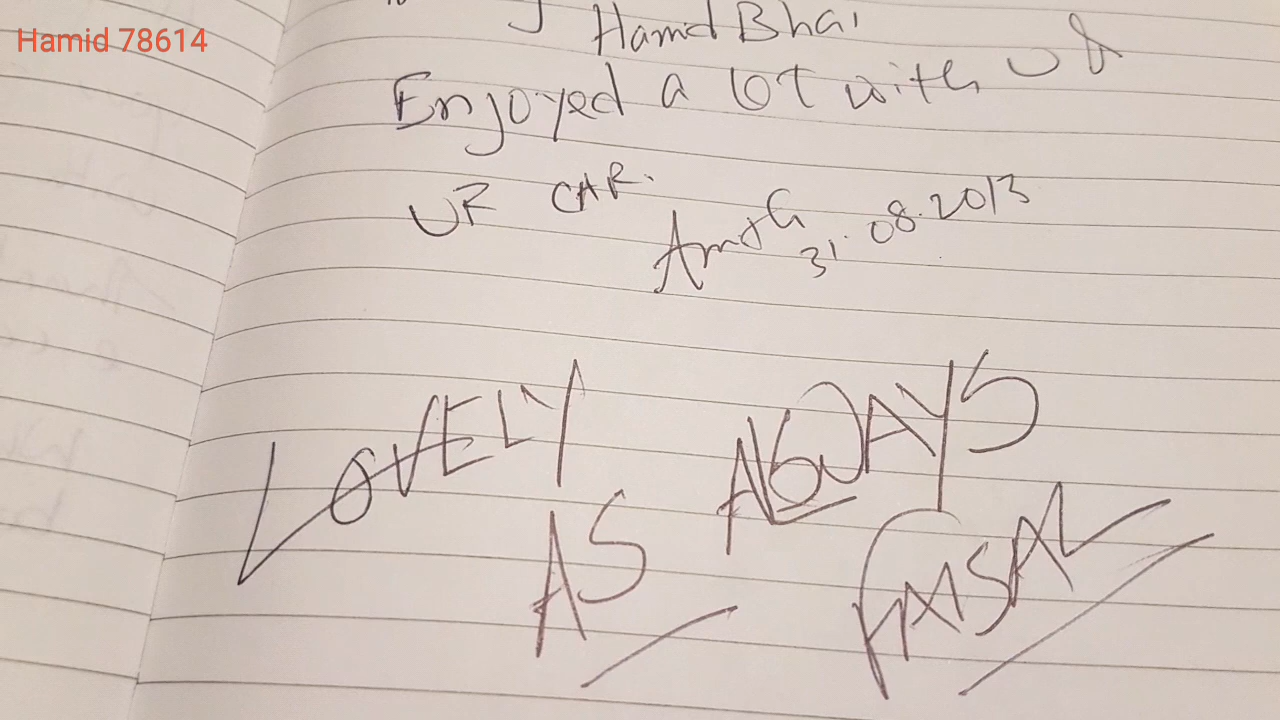 Hamid 78614
Hamid Bhai
Enjoyed a lot with U &
UR CAR.
31.08.2013
LOVELY ALWAYS
AS
FAISAL